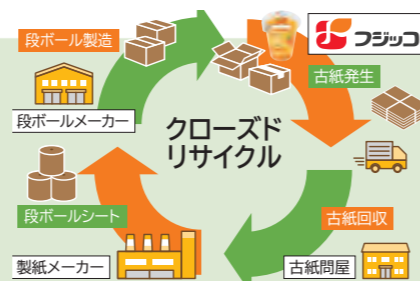 段ボール製造
フジッコ
古紙発生
段ボールメーカー
クローズド
リサイクル
段ボールシート
古紙回収
製紙メーカー
古紙問屋